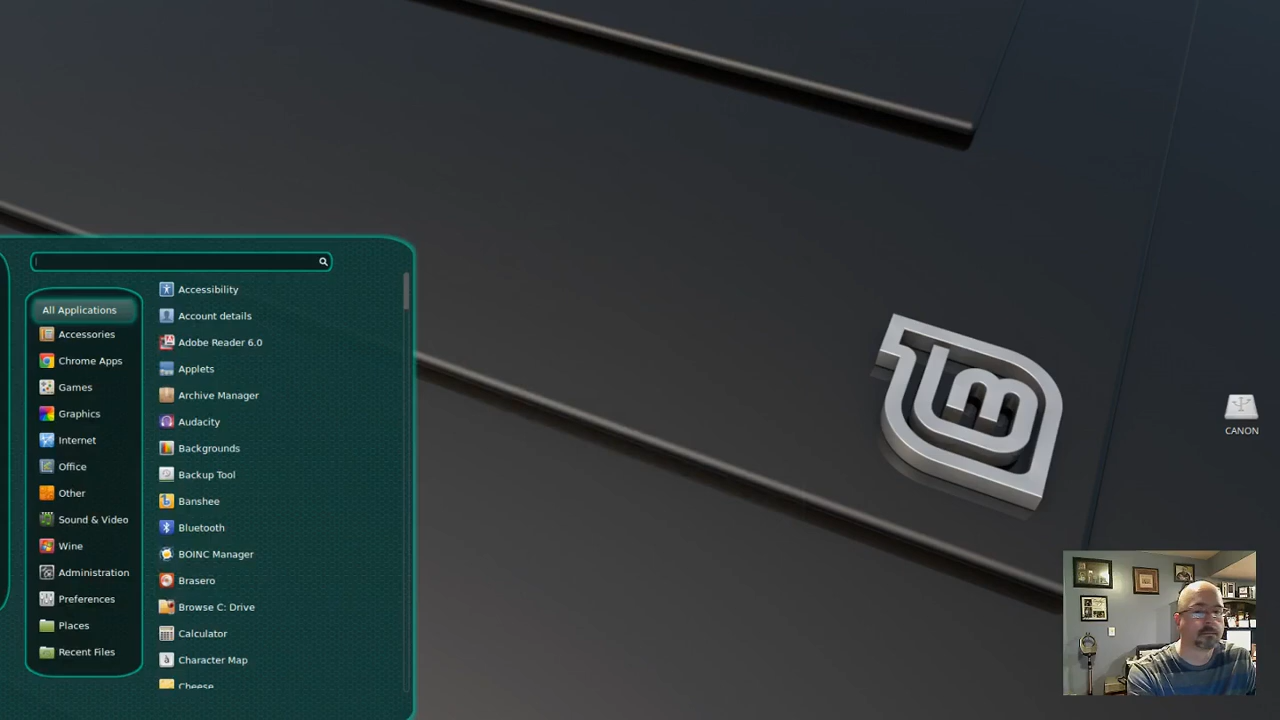 All Applications
Accessories
Chrome Apps
Games
Graphics
Internet
Office
Other
Sound & Video
Wine
Administration
Preferences
Places
Recent Files
Accessibility
Account details
Adobe Reader 6.0
Applets
Archive Manager
Audacity
Backgrounds
Backup Tool
Banshee
Bluetooth
BOINC Manager
Brasero
Browse C: Drive
Calculator
Character Map
Cheese
CANON